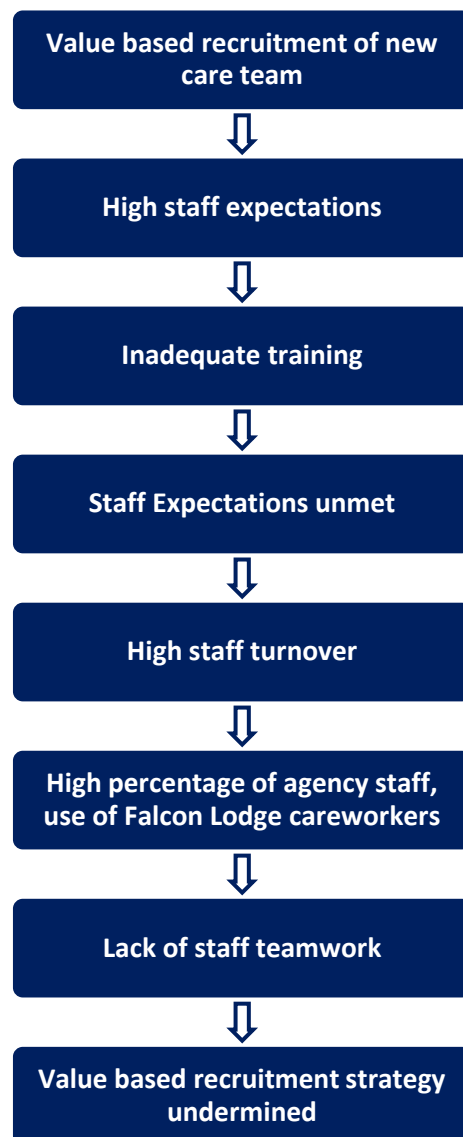 Value based recruitment of new
care team
High staff expectations
Inadequate training
Staff Expectations unmet
High staff turnover
High percentage of agency staff,
use of Falcon Lodge careworkers
Lack of staff teamwork
Value based recruitment strategy
undermined